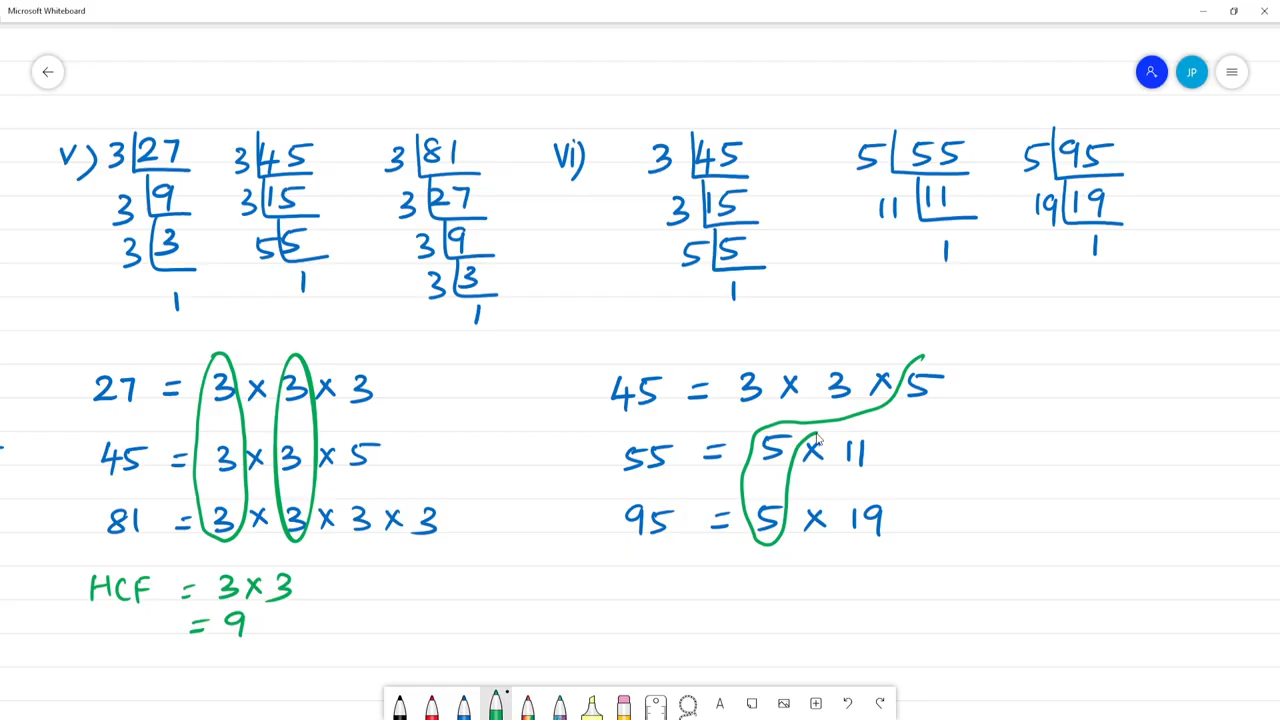 Microsoft Whiteboard
JP
v) 3 27 3 45 3 81
3 9 3 15 3 27
3 3 5 5 3 9
1 1 3 3
1
vi) 3 45 5 55 5 95
3 15 11 11 19 19
5 5 1 1
1
27 = 3 × 3 × 3
45 = 3 × 3 × 5
81 = 3 × 3 × 3 × 3
HCF = 3 × 3
= 9
45 = 3 × 3 × 5
55 = 5 × 11
95 = 5 × 19
A